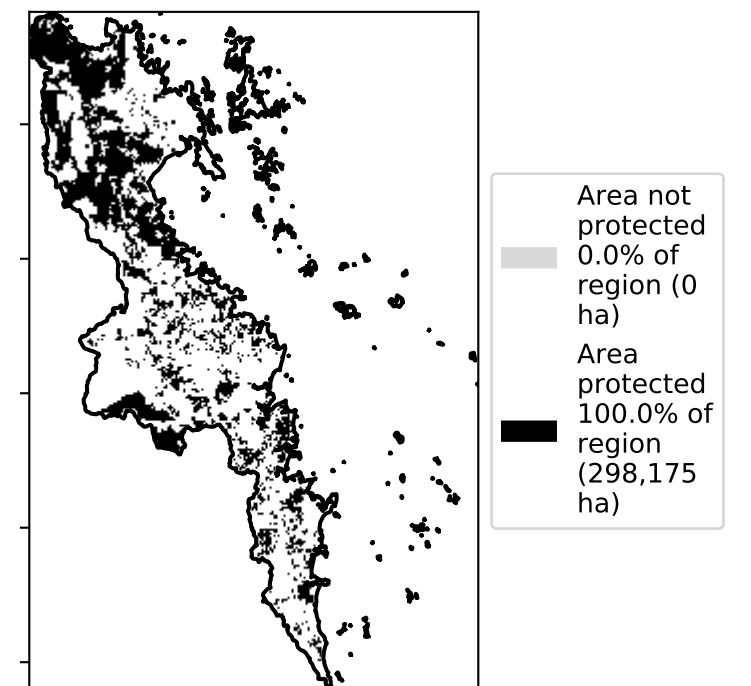 Area not
protected
0.0% of
region (0
ha)
Area
protected
100.0% of
region
(298,175
ha)